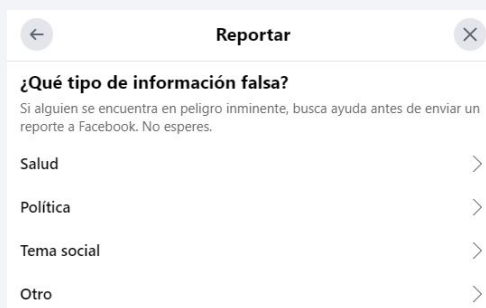 Reportar
¿Qué tipo de información falsa?
Si alguien se encuentra en peligro inminente, busca ayuda antes de enviar un
reporte a Facebook. No esperes.
Salud
Política
Tema social
Otro